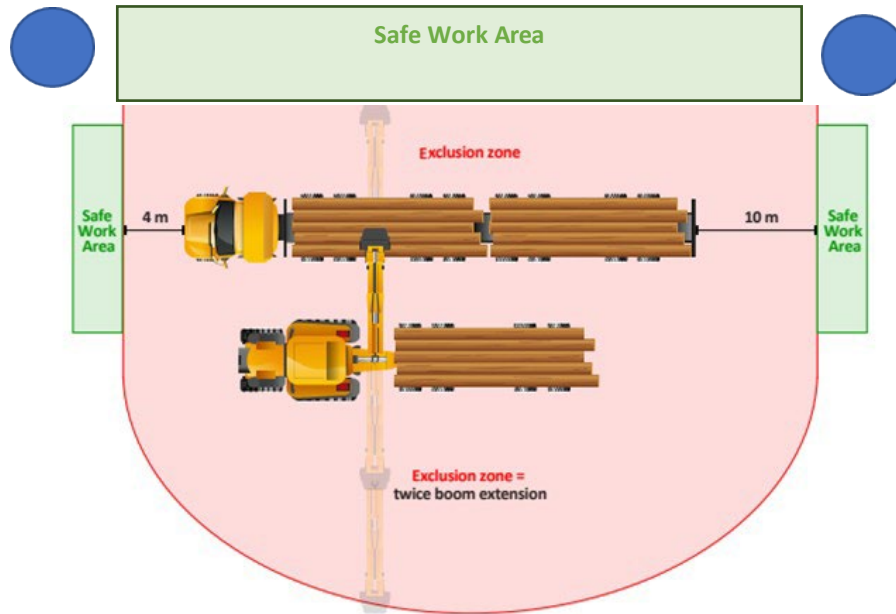 Safe Work Area
Exclusion zone
Safe
Work
Area
4 m
10 m
Safe
Work
Area
Exclusion zone =
twice boom extension